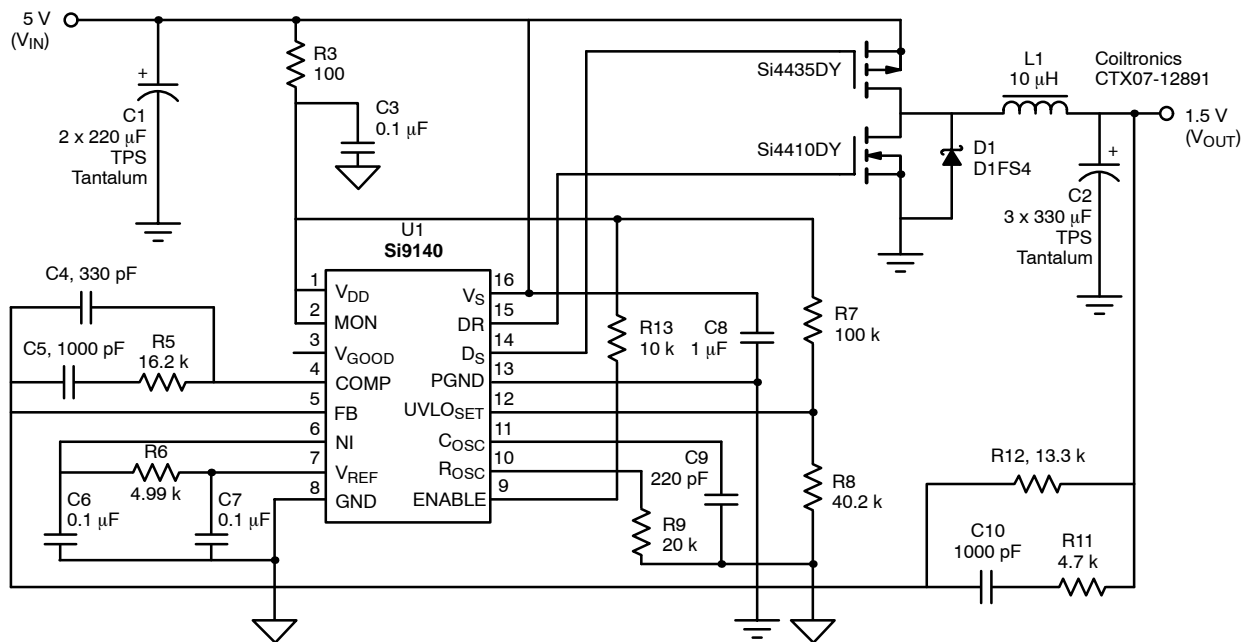 5 V
(VIN)
R3
100
+
C1
2 x 220 µF
TPS
Tantalum
C3
0.1 µF
Si4435DY
Si4410DY
L1
10 µH
Coiltronics
CTX07-12891
1.5 V
(VOUT)
D1
D1FS4
+
C2
3 x 330 µF
TPS
Tantalum
U1
Si9140
C4, 330 pF
C5, 1000 pF
R5
16.2 k
1
VDD
2
MON
3
VGOOD
4
COMP
5
FB
6
NI
7
VREF
8
GND
16
VS
15
DR
14
DS
13
PGND
12
UVLOSET
11
COSC
10
ROSC
9
ENABLE
R13
10 k
C8
1 µF
R7
100 k
R6
4.99 k
C6
0.1 µF
C7
0.1 µF
C9
220 pF
R9
20 k
R8
40.2 k
R12, 13.3 k
C10
1000 pF
R11
4.7 k